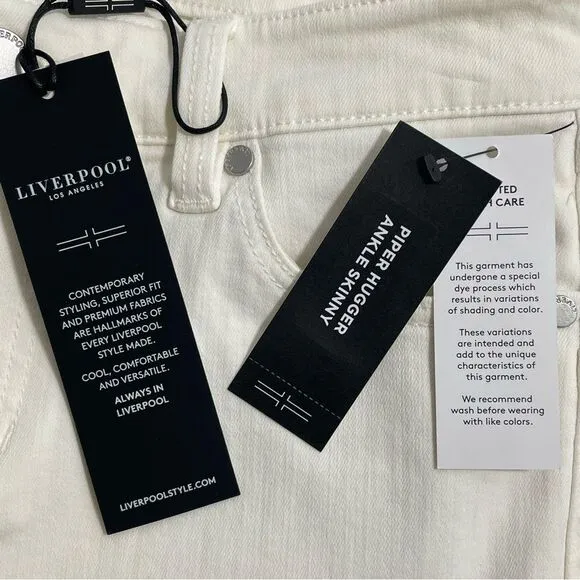 LIVERPOOL®
LOS ANGELES
CONTEMPORARY
STYLING, SUPERIOR FIT
AND PREMIUM FABRICS
ARE HALLMARKS OF
EVERY LIVERPOOL
STYLE MADE.
COOL, COMFORTABLE
AND VERSATILE.
ALWAYS IN
LIVERPOOL
LIVERPOOLSTYLE.COM
PIPER HUGGER
ANKLE SKINNY
CARE
This garment has
undergone a special
dye process which
results in variations
of shading and color.
These variations
are intended and
add to the unique
characteristics of
this garment.
We recommend
wash before wearing
with like colors.